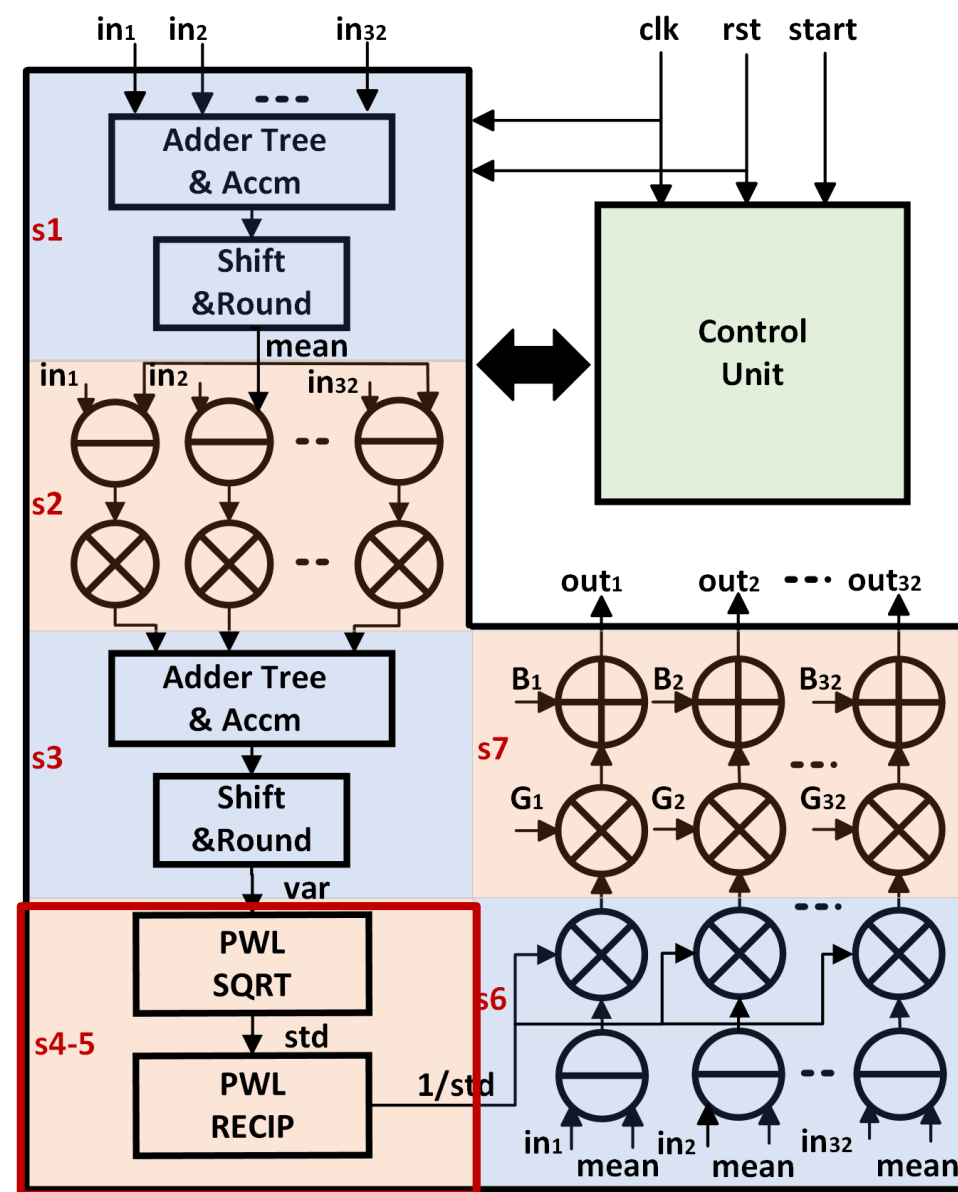 in1 in2 in32 clk rst start
Adder Tree
& Accm
s1
Shift
&Round
mean
Control
Unit
in1 in2 in32
s2
out1 out2 out32
Adder Tree
& Accm
B1 B2 B32
s3
s7
Shift
&Round
G1 G2 G32
var
PWL
SQRT
s6
s4-5
std
PWL
RECIP
1/std
in1 in2 in32
mean mean mean